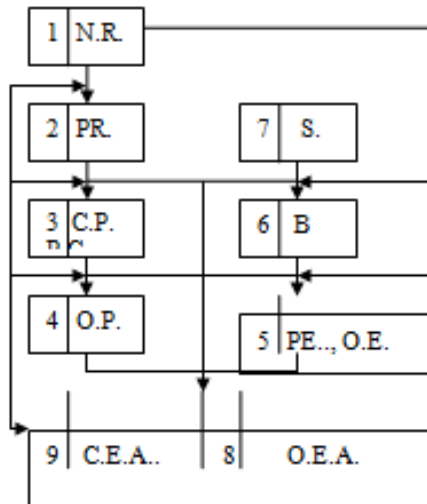 1 N.R.
2 PR.
7 S.
3 C.P.
6 B
4 O.P.
5 PE.., O.E.
9 C.E.A..
8 O.E.A.